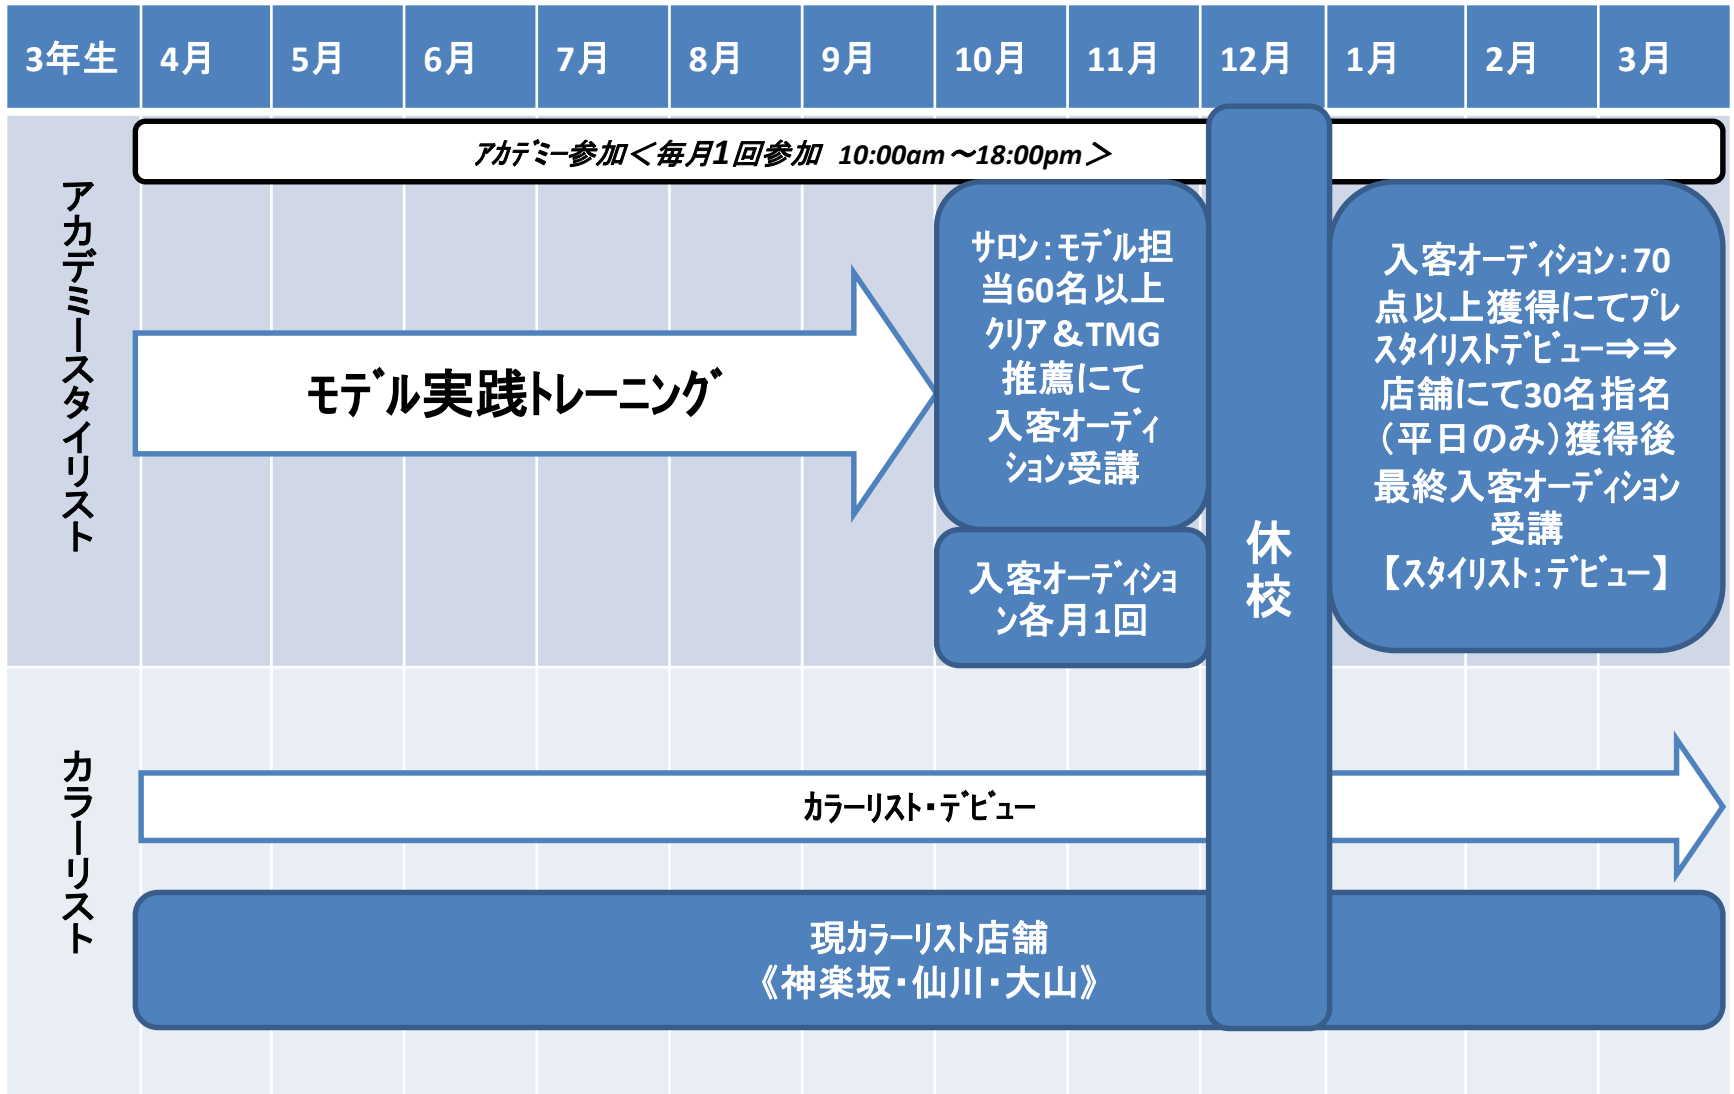 3年生 4月 5月 6月 7月 8月 9月 10月 11月 12月 1月 2月 3月
アカデミースタイリスト
ｱｶﾃﾞﾐｰ参加＜毎月1回参加 10:00am～18:00pm＞
ﾓﾃﾞﾙ実践ﾄﾚｰﾆﾝｸﾞ
ｻﾛﾝ：ﾓﾃﾞﾙ担
当60名以上
ｸﾘｱ＆TMG
推薦にて
入客ｵｰﾃﾞｨ
ｼｮﾝ受講
入客ｵｰﾃﾞｨｼｮ
ﾝ各月1回
休校
入客ｵｰﾃﾞｨｼｮﾝ：70
点以上獲得にてﾌﾟﾚ
ｽﾀｲﾘｽﾄﾃﾞﾋﾞｭｰ⇒⇒
店舗にて30名指名
（平日のみ）獲得後
最終入客ｵｰﾃﾞｨｼｮﾝ
受講
【ｽﾀｲﾘｽﾄ：ﾃﾞﾋﾞｭｰ】
カラーリスト
ｶﾗｰﾘｽﾄ・ﾃﾞﾋﾞｭｰ
現ｶﾗｰﾘｽﾄ店舗
《神楽坂・仙川・大山》